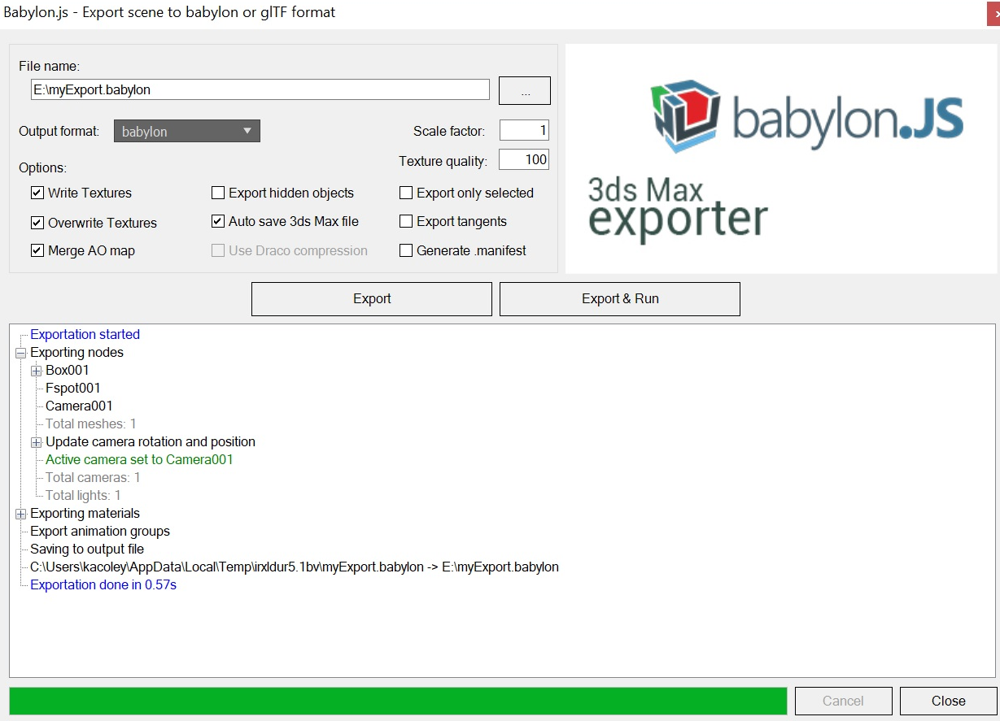 Babylon.js - Export scene to babylon or glTF format
File name:
E:\myExport.babylon
...
Output format:
babylon
Scale factor:
1
Texture quality:
100
Options:
Write Textures
Export hidden objects
Export only selected
Overwrite Textures
Auto save 3ds Max file
Export tangents
Merge AO map
Use Draco compression
Generate .manifest
babylon.JS
3ds Max
exporter
Export
Export & Run
Exportation started
Exporting nodes
Box001
Fspot001
Camera001
Total meshes: 1
Update camera rotation and position
Active camera set to Camera001
Total cameras: 1
Total lights: 1
Exporting materials
Export animation groups
Saving to output file
C:\Users\kacoley\AppData\Local\Temp\irxldur5.1bv\myExport.babylon -> E:\myExport.babylon
Exportation done in 0.57s
Cancel
Close